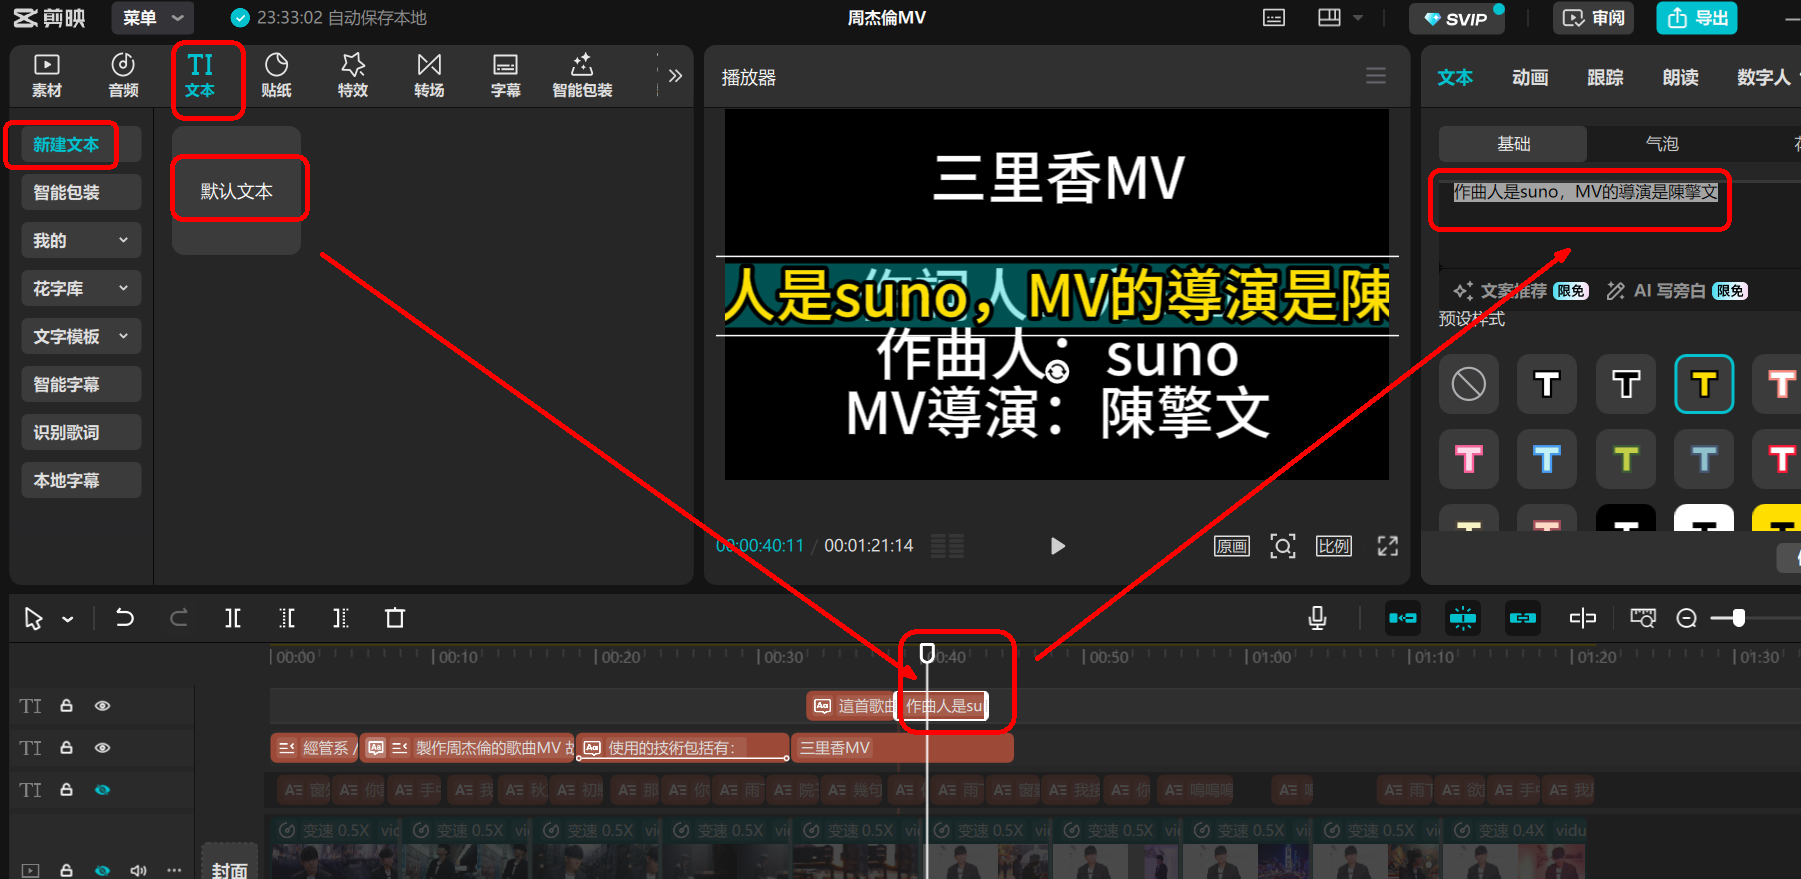 剪映
菜单
23:33:02 自动保存本地
周杰倫MV
SVIP
审阅
导出
素材
音频
TI
文本
贴纸
特效
转场
字幕
智能包装
新建文本
智能包装
我的
花字库
文字模板
智能字幕
识别歌词
本地字幕
默认文本
播放器
三里香MV
人是suno，MV的導演是陳
作曲人：suno
MV導演：陳擎文
00:00:40:11 / 00:01:21:14
原画
比例
文本
动画
跟踪
朗读
数字人
基础
气泡
作曲人是suno，MV的導演是陳擎文
文案推荐 限免
AI 写旁白 限免
预设样式
00:00
00:10
00:20
00:30
00:40
00:50
01:00
01:10
01:20
01:30
TI
這首歌曲
作曲人是su
TI
經管系
製作周杰倫的歌曲MV
使用的技術包括有：
三里香MV
TI
变速 0.5X
变速 0.5X
变速 0.5X
变速 0.5X
变速 0.5X
变速 0.5X
变速 0.5X
变速 0.5X
变速 0.5X
变速 0.4X vidu
封面